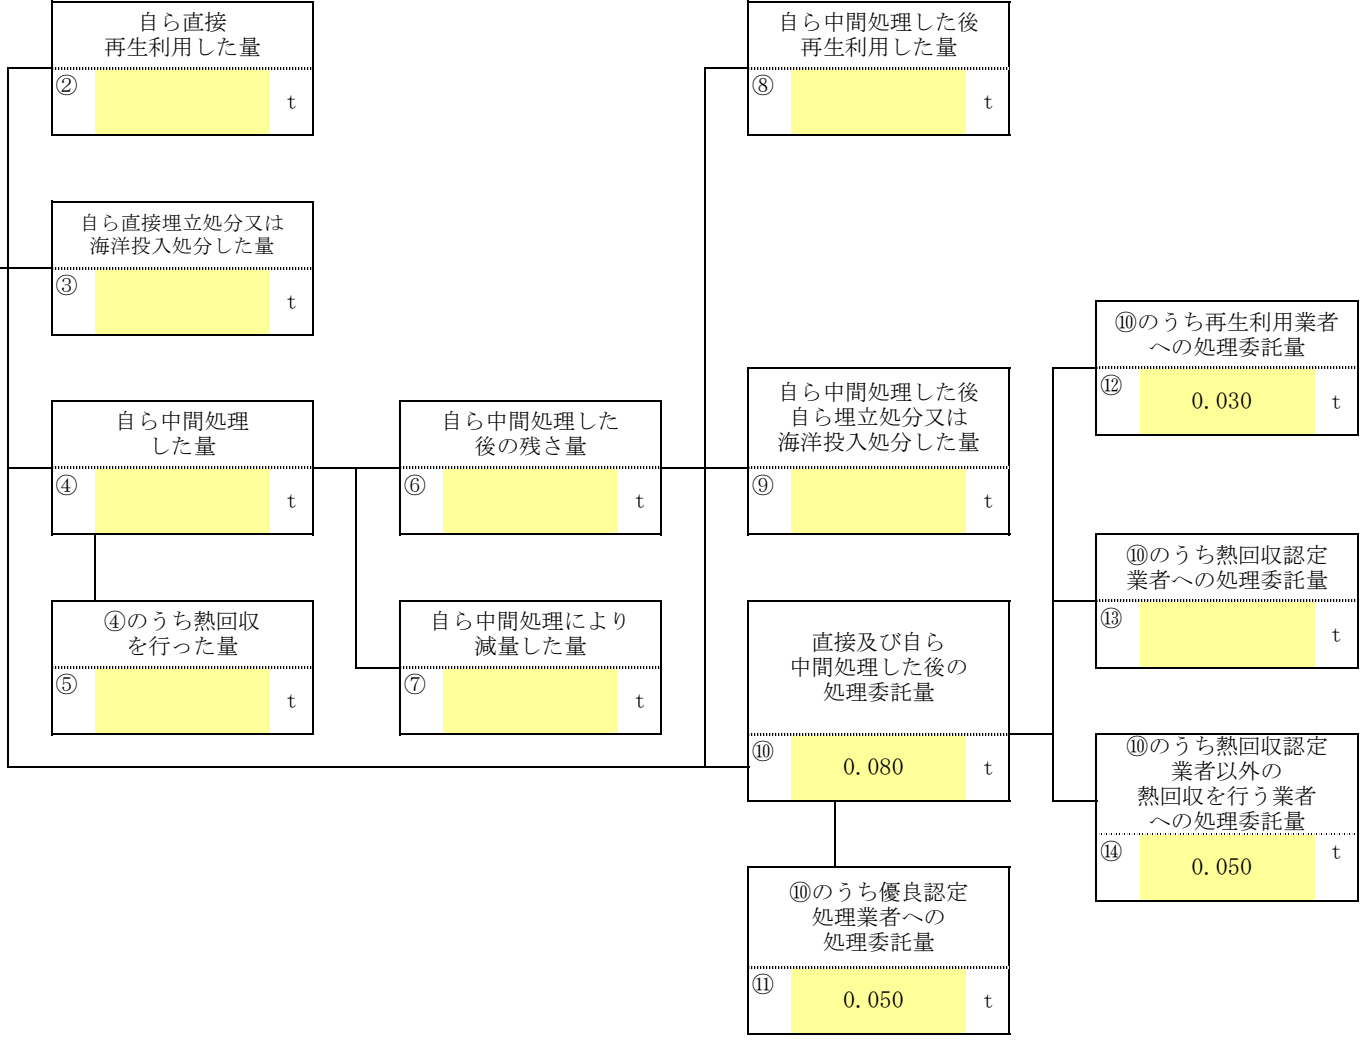 自ら直接
再生利用した量
②
t
自ら中間処理した後
再生利用した量
⑧
t
自ら直接埋立処分又は
海洋投入処分した量
③
t
⑩のうち再生利用業者
への処理委託量
⑫
0.030
t
自ら中間処理
した量
④
t
自ら中間処理した
後の残さ量
⑥
t
自ら中間処理した後
自ら埋立処分又は
海洋投入処分した量
⑨
t
⑩のうち熱回収認定
業者への処理委託量
⑬
t
④のうち熱回収
を行った量
⑤
t
自ら中間処理により
減量した量
⑦
t
直接及び自ら
中間処理した後の
処理委託量
⑩
0.080
t
⑩のうち熱回収認定
業者以外の
熱回収を行う業者
への処理委託量
⑭
0.050
t
⑩のうち優良認定
処理業者への
処理委託量
⑪
0.050
t